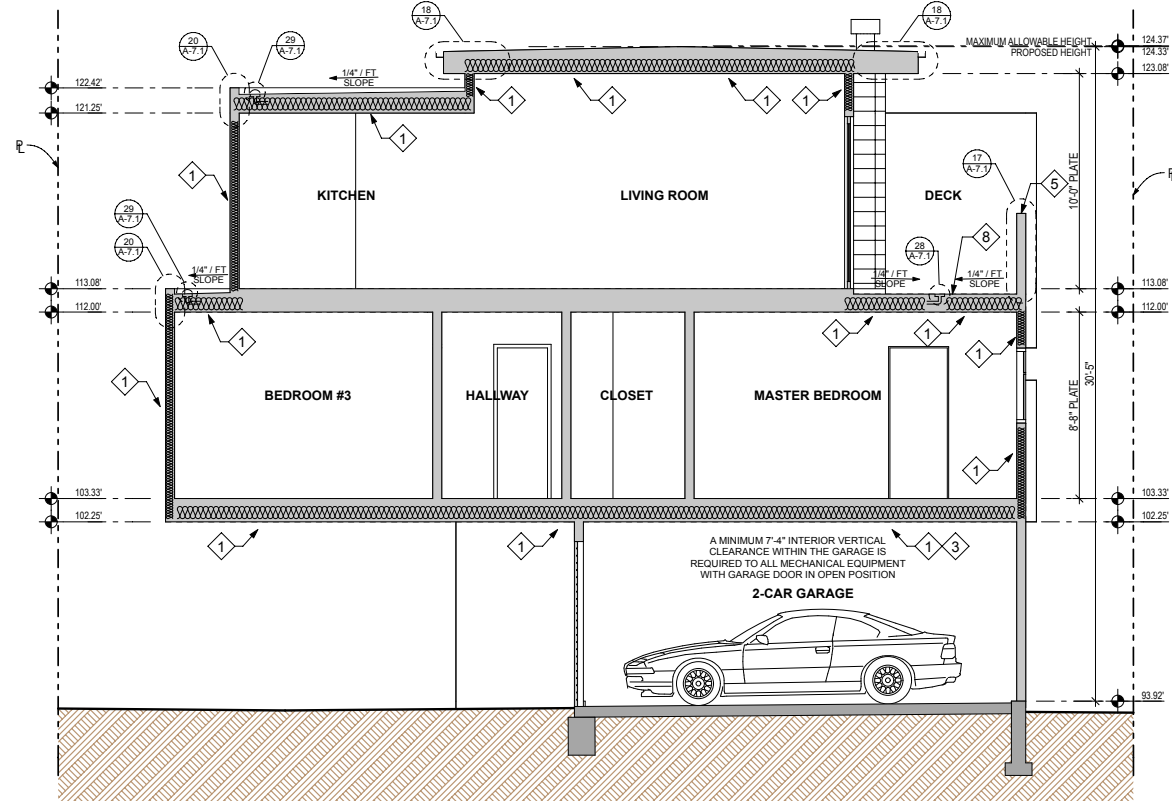 18
A-7.1
18
A-7.1
20
A-7.1
29
A-7.1
MAXIMUM ALLOWABLE HEIGHT
124.37'
PROPOSED HEIGHT
124.33'
123.08'
1/4" / FT
SLOPE
122.42'
121.25'
1
1
1
1
1
1
17
A-7.1
5
10'-0" PLATE
KITCHEN
LIVING ROOM
DECK
29
A-7.1
20
A-7.1
28
A-7.1
8
1/4" / FT
SLOPE
1/4" / FT
SLOPE
1/4" / FT
SLOPE
113.08'
113.08'
112.00'
112.00'
1
1
1
1
1
30'-5"
8'-8" PLATE
BEDROOM #3
HALLWAY
CLOSET
MASTER BEDROOM
1
103.33'
103.33'
102.25'
102.25'
1
1
1
3
A MINIMUM 7'-4" INTERIOR VERTICAL
CLEARANCE WITHIN THE GARAGE IS
REQUIRED TO ALL MECHANICAL EQUIPMENT
WITH GARAGE DOOR IN OPEN POSITION
2-CAR GARAGE
93.92'